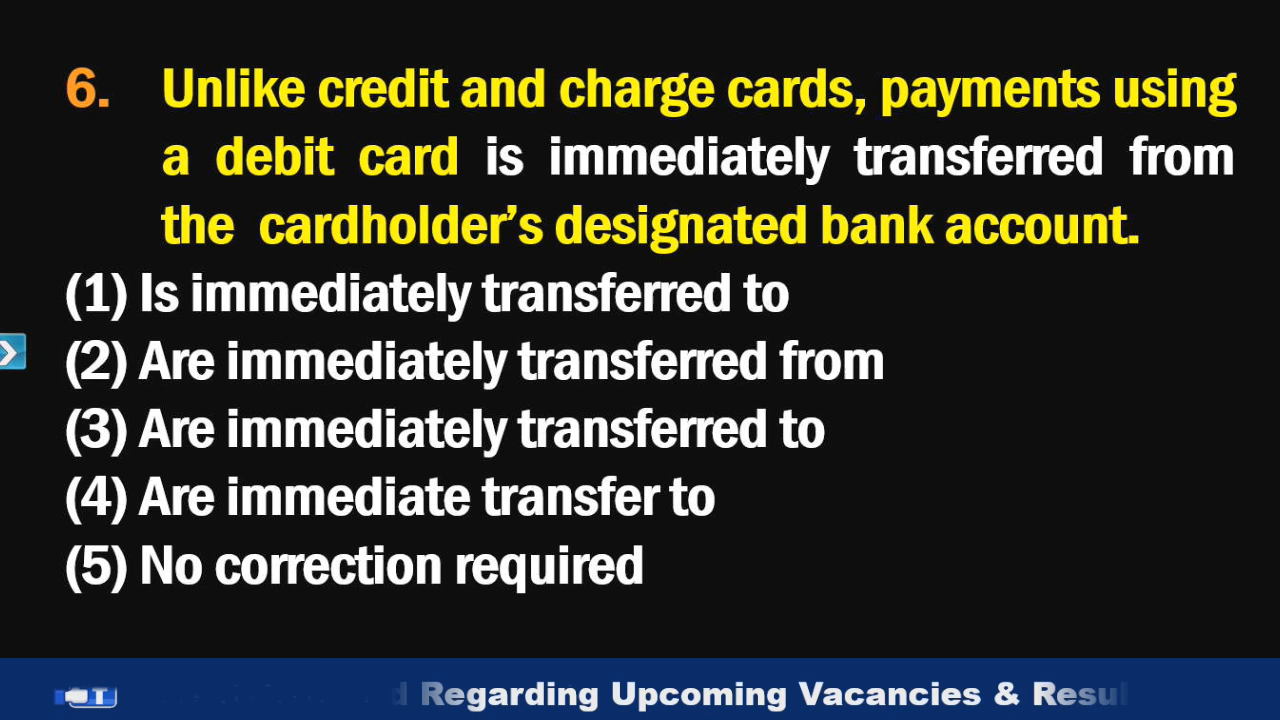 6. Unlike credit and charge cards, payments using
a debit card is immediately transferred from
the cardholder's designated bank account.
(1) Is immediately transferred to
(2) Are immediately transferred from
(3) Are immediately transferred to
(4) Are immediate transfer to
(5) No correction required
Regarding Upcoming Vacancies &